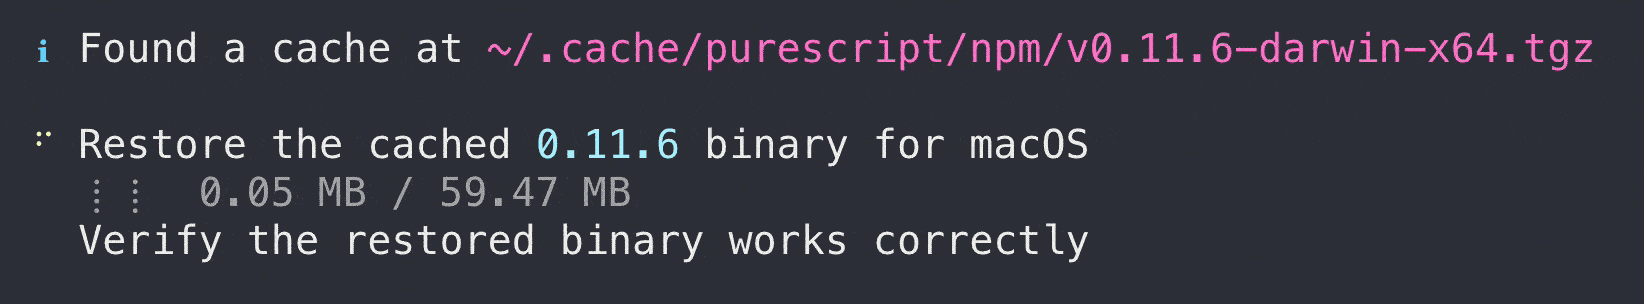 i Found a cache at ~/.cache/purescript/npm/v0.11.6-darwin-x64.tgz
Restore the cached 0.11.6 binary for macOS
0.05 MB / 59.47 MB
Verify the restored binary works correctly